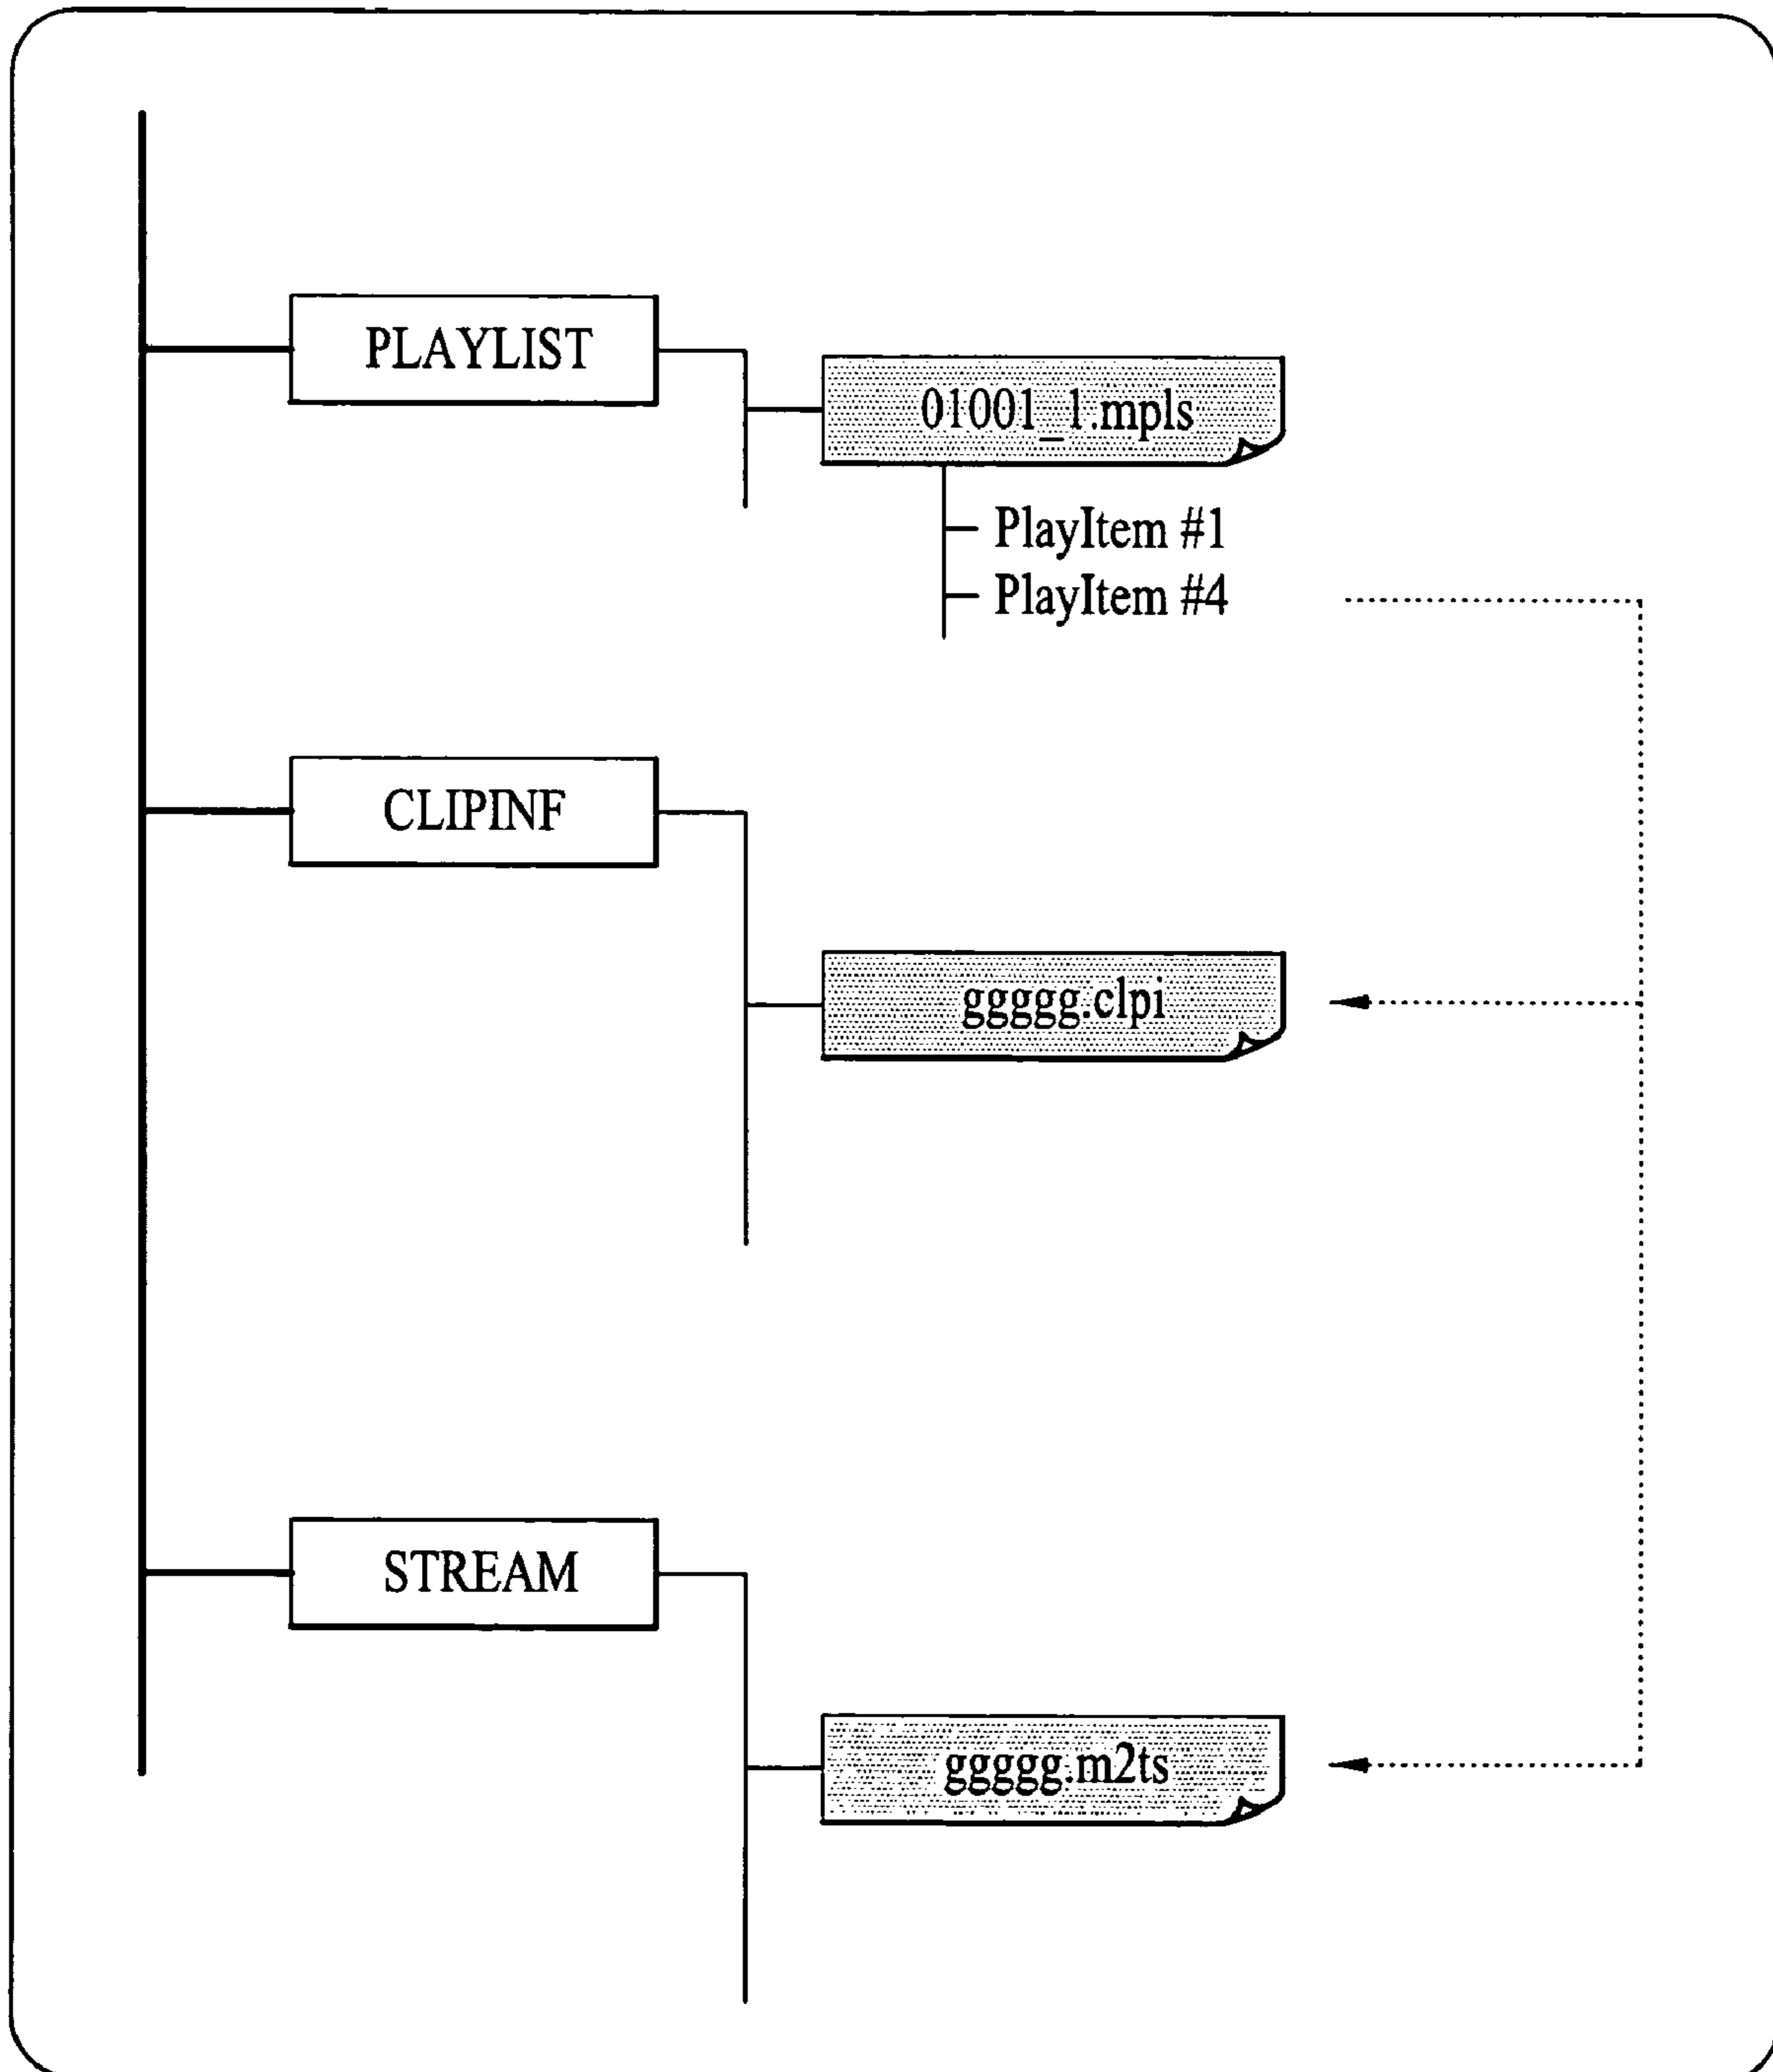 PLAYLIST
01001_1.mpls
PlayItem #1
PlayItem #4
CLIPINF
ggggg.clpi
STREAM
ggggg.m2ts